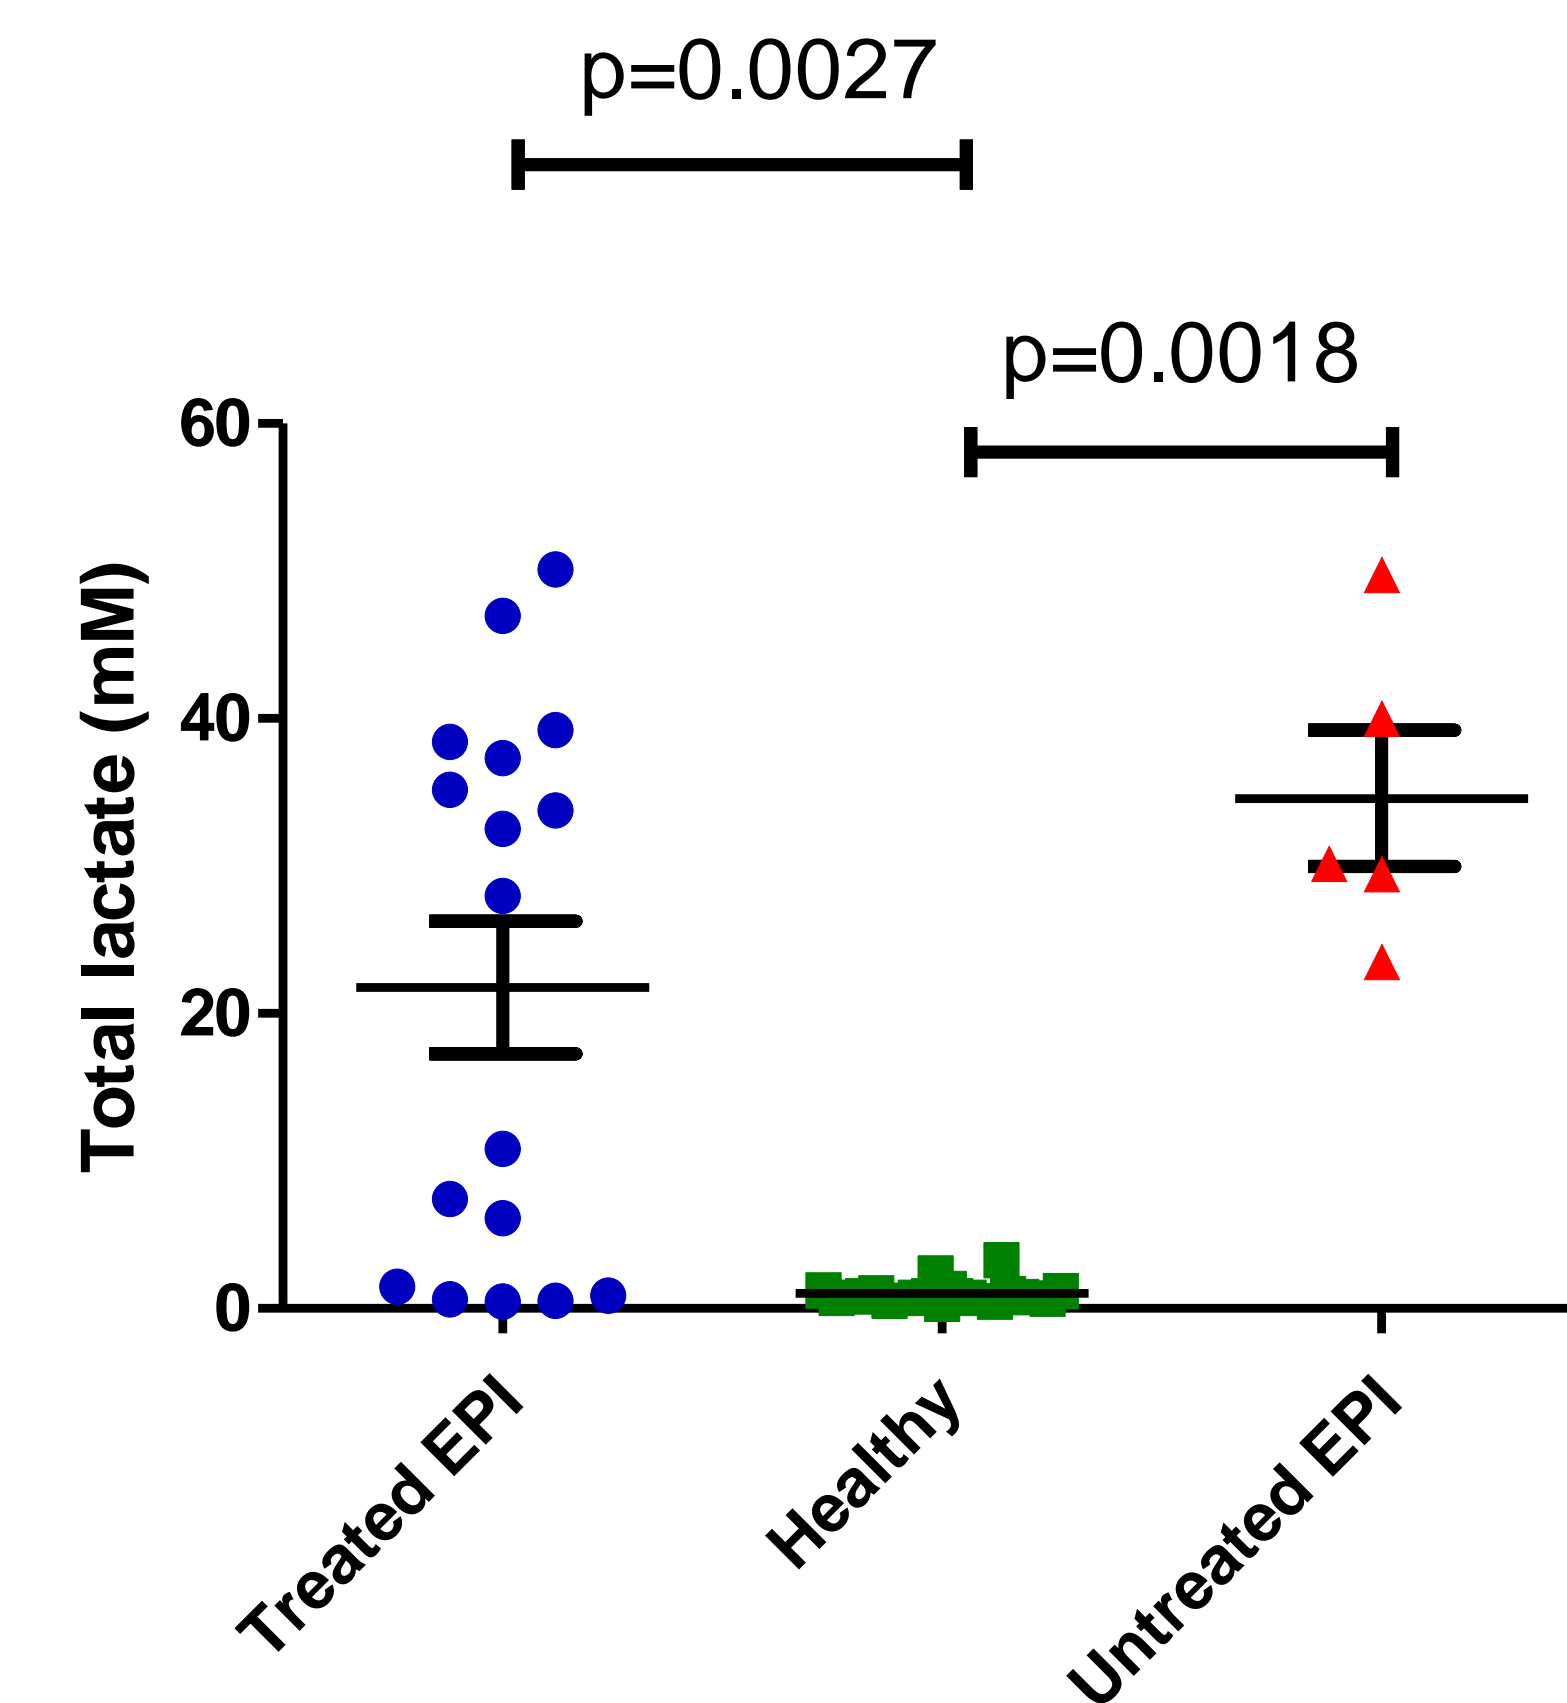 p=0.0027
p=0.0018
60
40
20
0
Total lactate (mM)
Treated EPI
Healthy
Untreated EPI